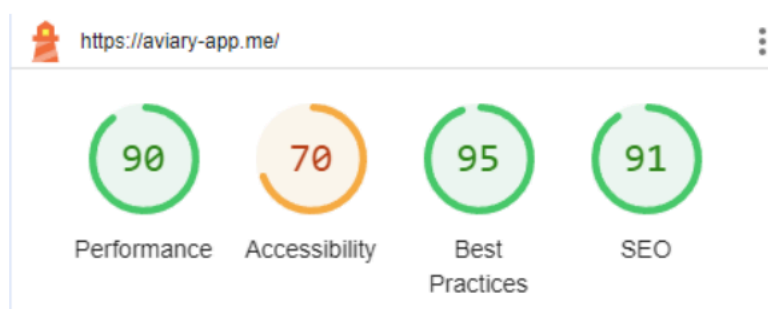 https://aviary-app.me/
90 70 95 91
Performance Accessibility Best SEO
Practices